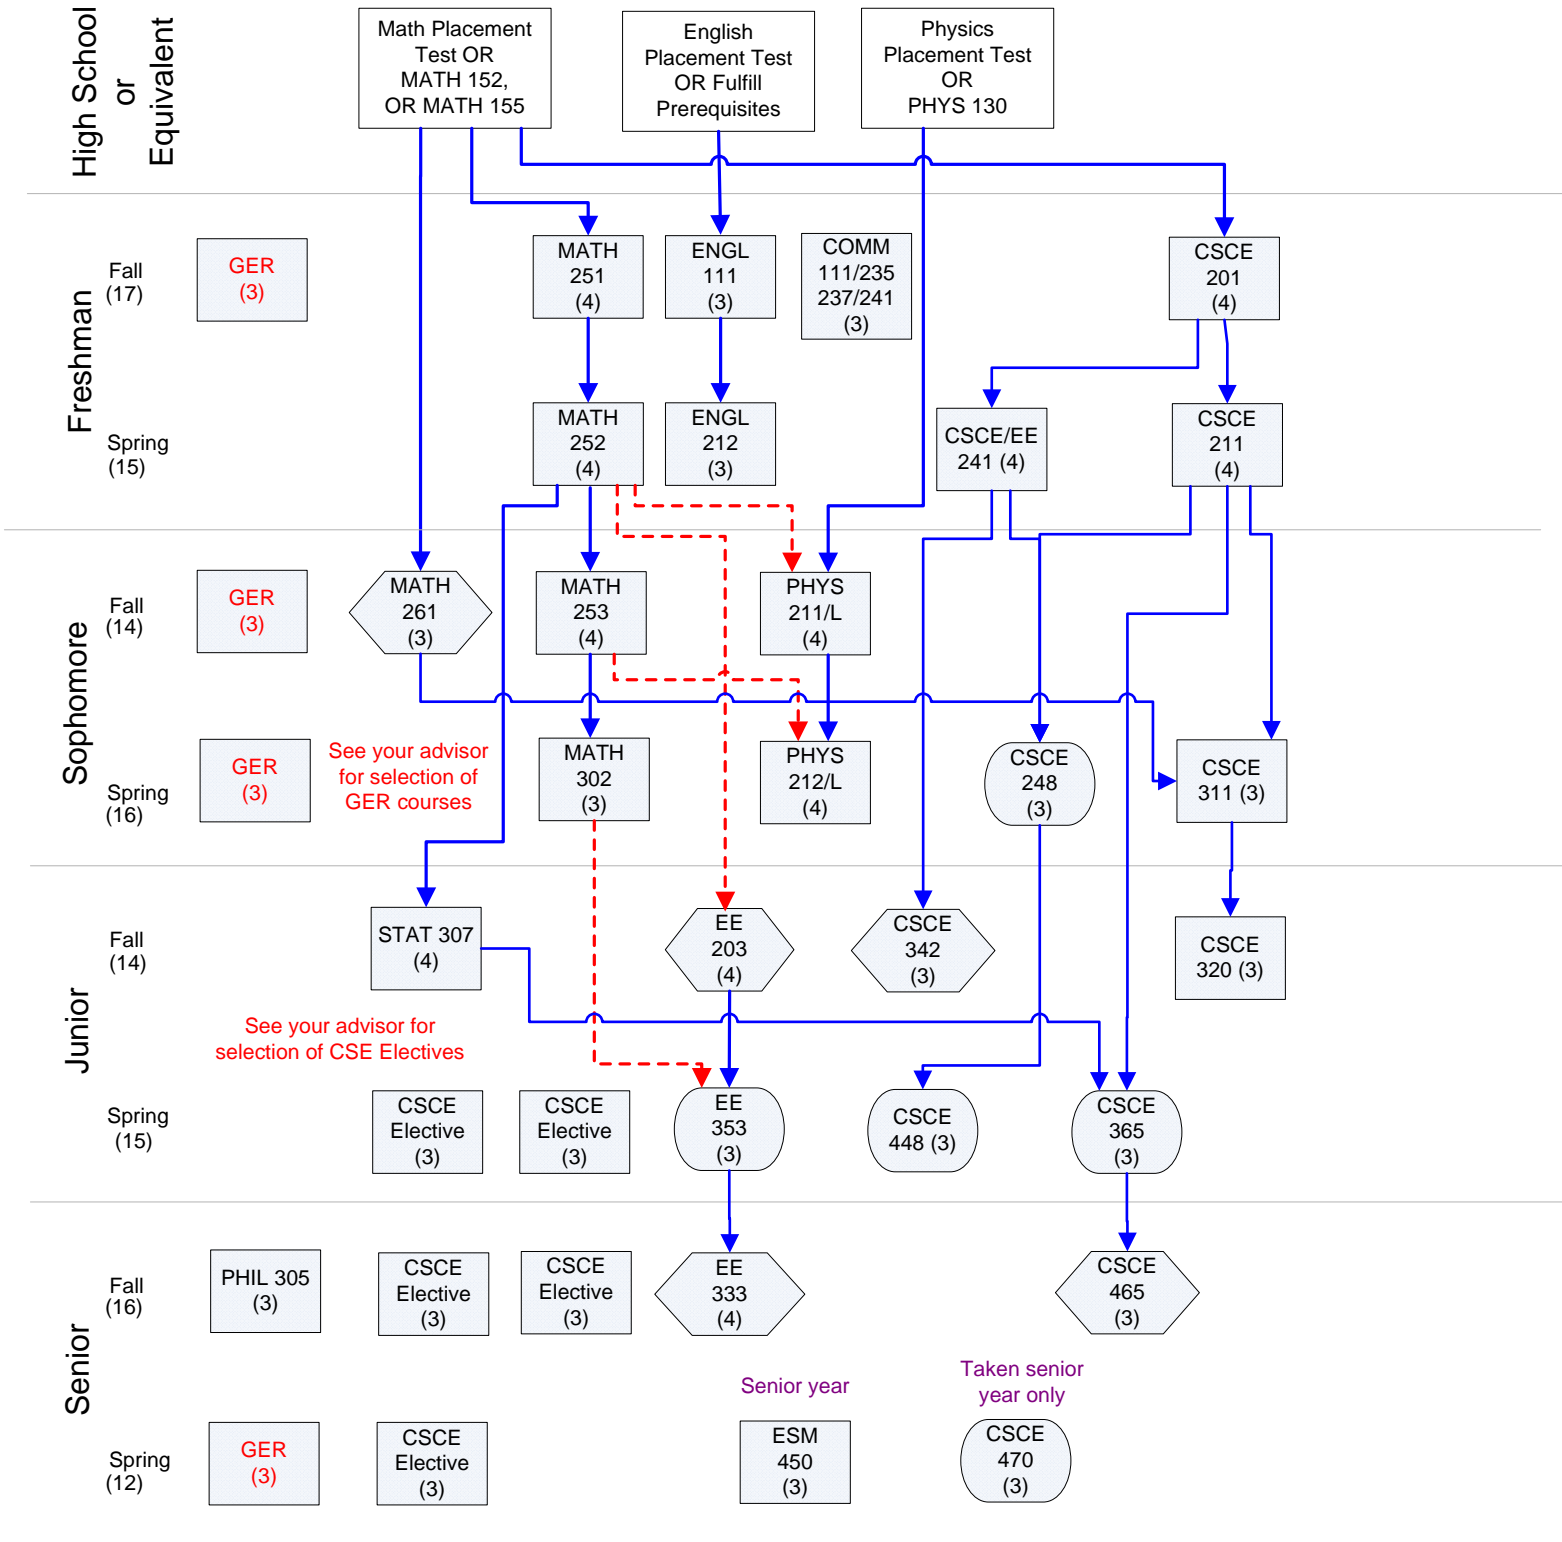 High School
or
Equivalent
Math Placement
Test OR
MATH 152,
OR MATH 155
English
Placement Test
OR Fulfill
Prerequisites
Physics
Placement Test
OR
PHYS 130
Freshman
Fall
(17)
GER
(3)
MATH
251
(4)
ENGL
111
(3)
COMM
111/235
237/241
(3)
CSCE
201
(4)
Spring
(15)
MATH
252
(4)
ENGL
212
(3)
CSCE/EE
241 (4)
CSCE
211
(4)
Sophomore
Fall
(14)
GER
(3)
MATH
261
(3)
MATH
253
(4)
PHYS
211/L
(4)
Spring
(16)
GER
(3)
See your advisor
for selection of
GER courses
MATH
302
(3)
PHYS
212/L
(4)
CSCE
248
(3)
CSCE
311 (3)
Junior
Fall
(14)
STAT 307
(4)
EE
203
(4)
CSCE
342
(3)
CSCE
320 (3)
See your advisor for
selection of CSE Electives
Spring
(15)
CSCE
Elective
(3)
CSCE
Elective
(3)
EE
353
(3)
CSCE
448 (3)
CSCE
365
(3)
Senior
Fall
(16)
PHIL 305
(3)
CSCE
Elective
(3)
CSCE
Elective
(3)
EE
333
(4)
CSCE
465
(3)
Senior year
Taken senior
year only
Spring
(12)
GER
(3)
CSCE
Elective
(3)
ESM
450
(3)
CSCE
470
(3)